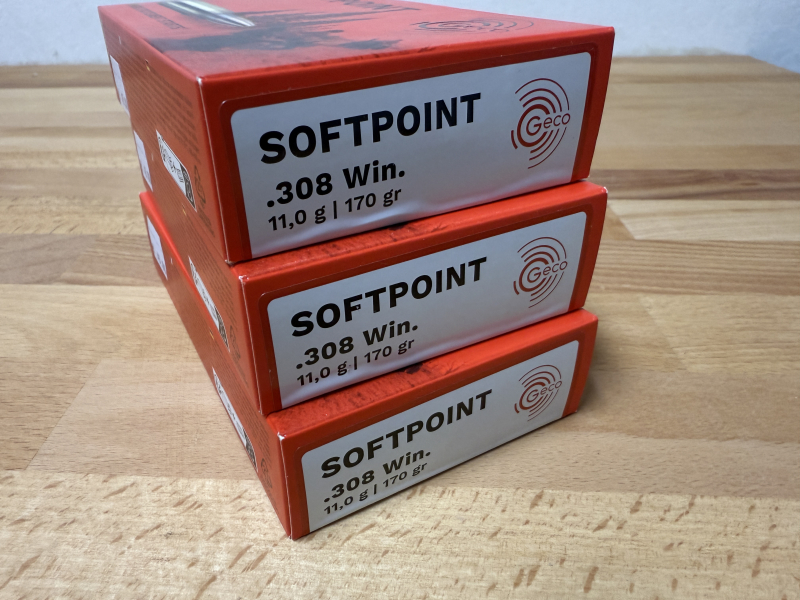 SOFTPOINT
.308 Win.
11,0 g | 170 gr
Geco
SOFTPOINT
.308 Win.
11,0 g | 170 gr
Geco
SOFTPOINT
.308 Win.
11,0 g | 170 gr
Geco